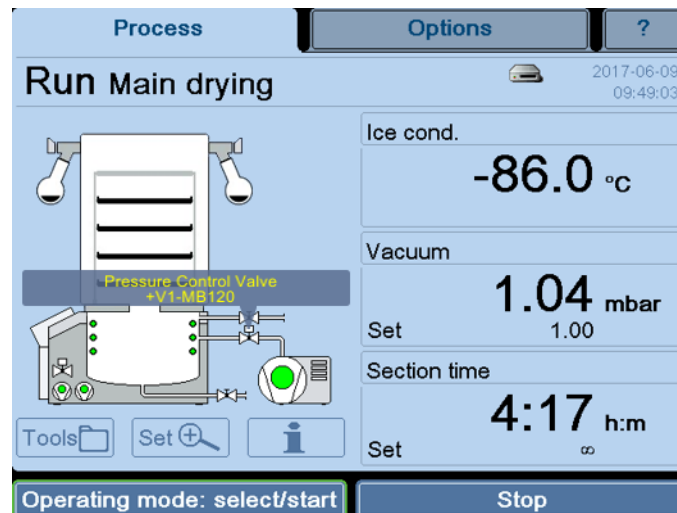 Process
Options
?
Run Main drying
2017-06-09
09:49:03
Ice cond.
-86.0 °C
Pressure Control Valve
+V1-MB120
Vacuum
1.04 mbar
Set 1.00
Section time
4:17 h:m
Set ∞
Tools
Set
i
Operating mode: select/start
Stop